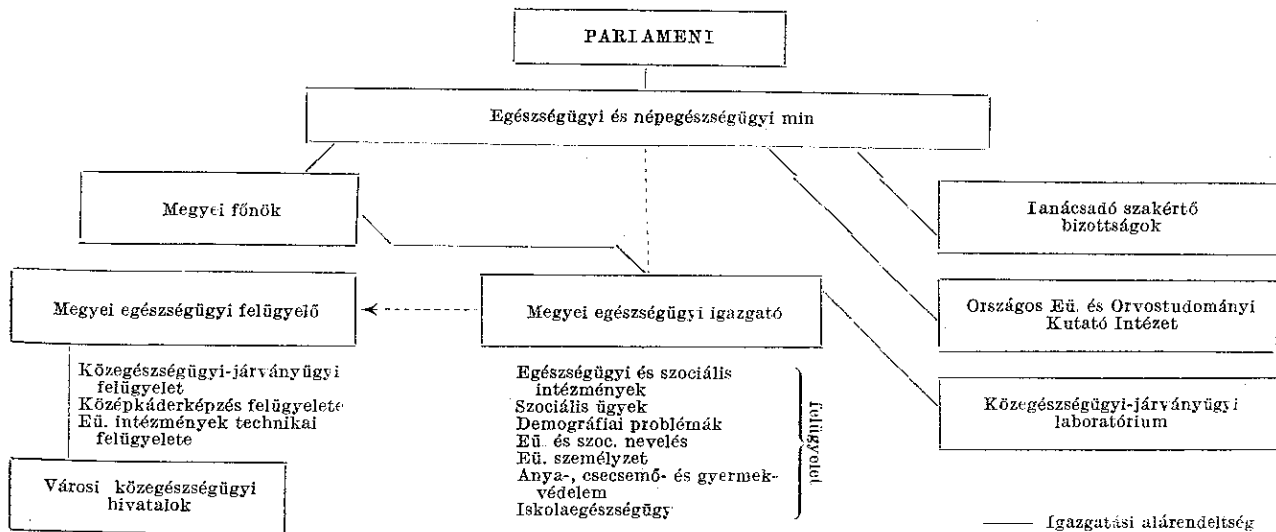 PARLAMENI
Egészségügyi és népegészségügyi min
Megyei főnök
Ianácsadó szakértő
bizottságok
Megyei egészségügyi felügyelő
Megyei egészségügyi igazgató
Országos Eü. és Orvostudományi
Kutató Intézet
Közegészségügyi-járványügyi
felügyelet
Középkáderképzés felügyelete
Eü. intézmények technikai
felügyelete
Egészségügyi és szociális
intézmények
Szociális ügyek
Demográfiai problémák
Eü. és szoc. nevelés
Eü. személyzet
Anya-, csecsemő- és gyermek-
védelem
Iskolaegészségügy
felügyelet
Közegészségügyi-járványügyi
laboratórium
Városi közegészségügyi
hivatalok
Igazgatási alárendeltség